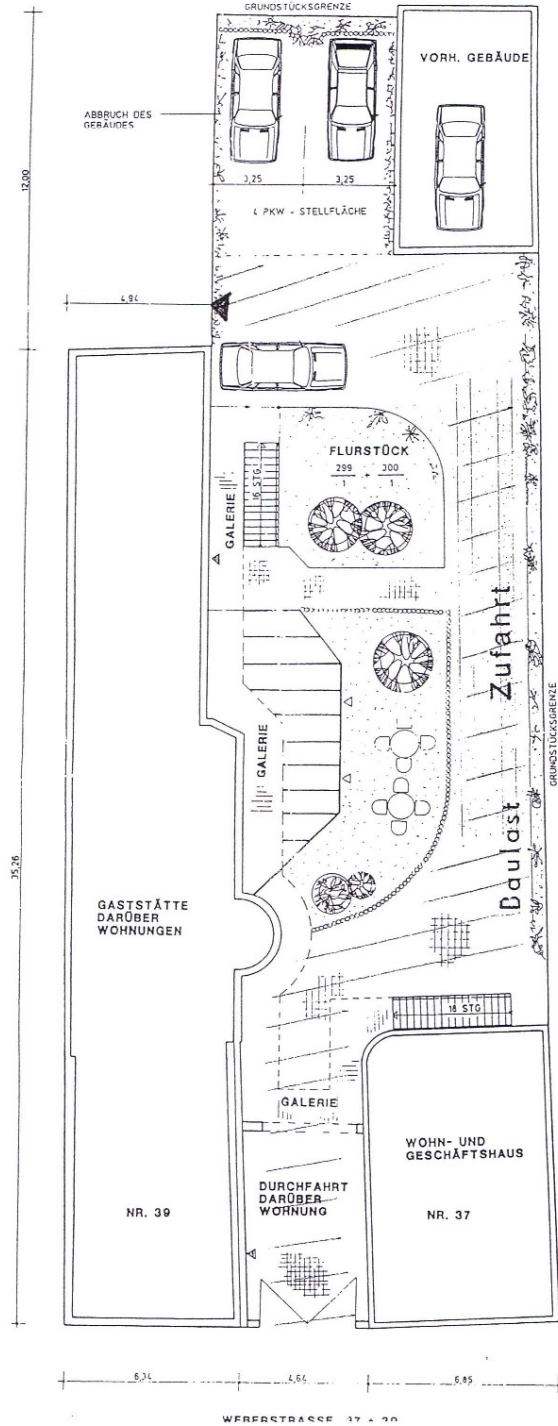 GRUNDSTÜCKSGRENZE
VORH. GEBÄUDE
ABBRUCH DES
GEBÄUDES
12,00
3,25
3,25
4 PKW - STELLFLÄCHE
4,94
FLURSTÜCK
299 + 300
1 1
16 STG
GALERIE
Zufahrt
GRUNDSTÜCKSGRENZE
GALERIE
35,26
Baulast
GASTSTÄTTE
DARÜBER
WOHNUNGEN
18 STG
GALERIE
WOHN- UND
GESCHÄFTSHAUS
DURCHFAHRT
DARÜBER
WOHNUNG
NR. 39
NR. 37
6,34
4,64
6,85
WEBERSTRASSE